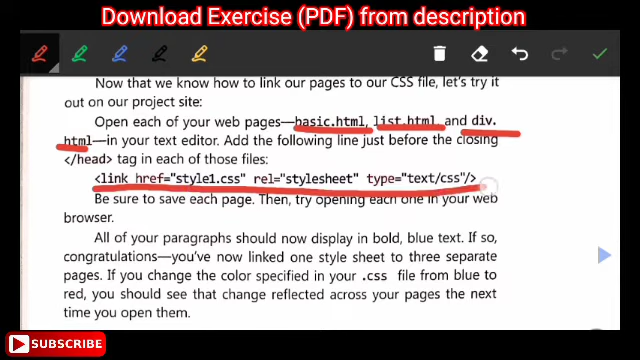 Download Exercise (PDF) from description
Now that we know how to link our pages to our CSS file, let's try it
out on our project site:
Open each of your web pages—basic.html, list.html and div.
html—in your text editor. Add the following line just before the closing
</head> tag in each of those files:
<link href="style1.css" rel="stylesheet" type="text/css"/>
Be sure to save each page. Then, try opening each one in your web
browser.
All of your paragraphs should now display in bold, blue text. If so,
congratulations—you've now linked one style sheet to three separate
pages. If you change the color specified in your .css file from blue to
red, you should see that change reflected across your pages the next
time you open them.
SUBSCRIBE